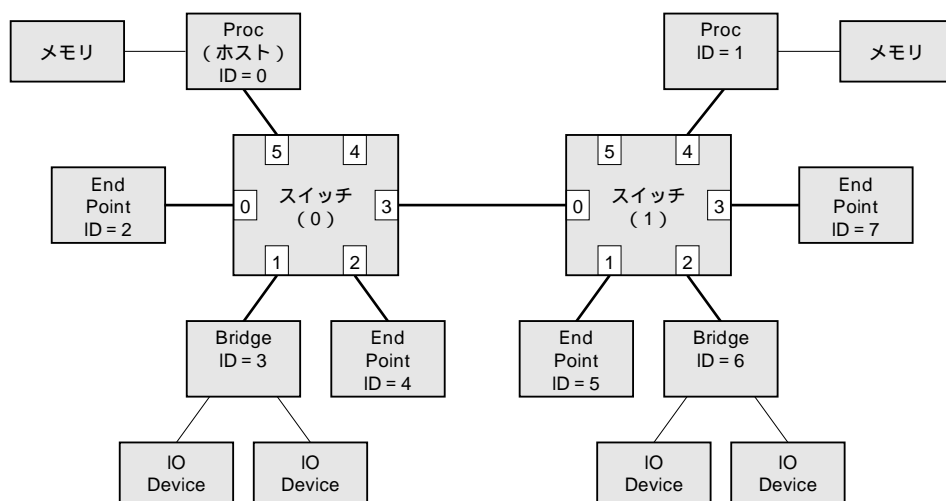 メモリ
Proc
(ホスト)
ID = 0
Proc
ID = 1
メモリ
5
4
0
スイッチ
(0)
3
1
2
5
4
0
スイッチ
(1)
3
1
2
End
Point
ID = 2
End
Point
ID = 7
Bridge
ID = 3
End
Point
ID = 4
End
Point
ID = 5
Bridge
ID = 6
IO
Device
IO
Device
IO
Device
IO
Device